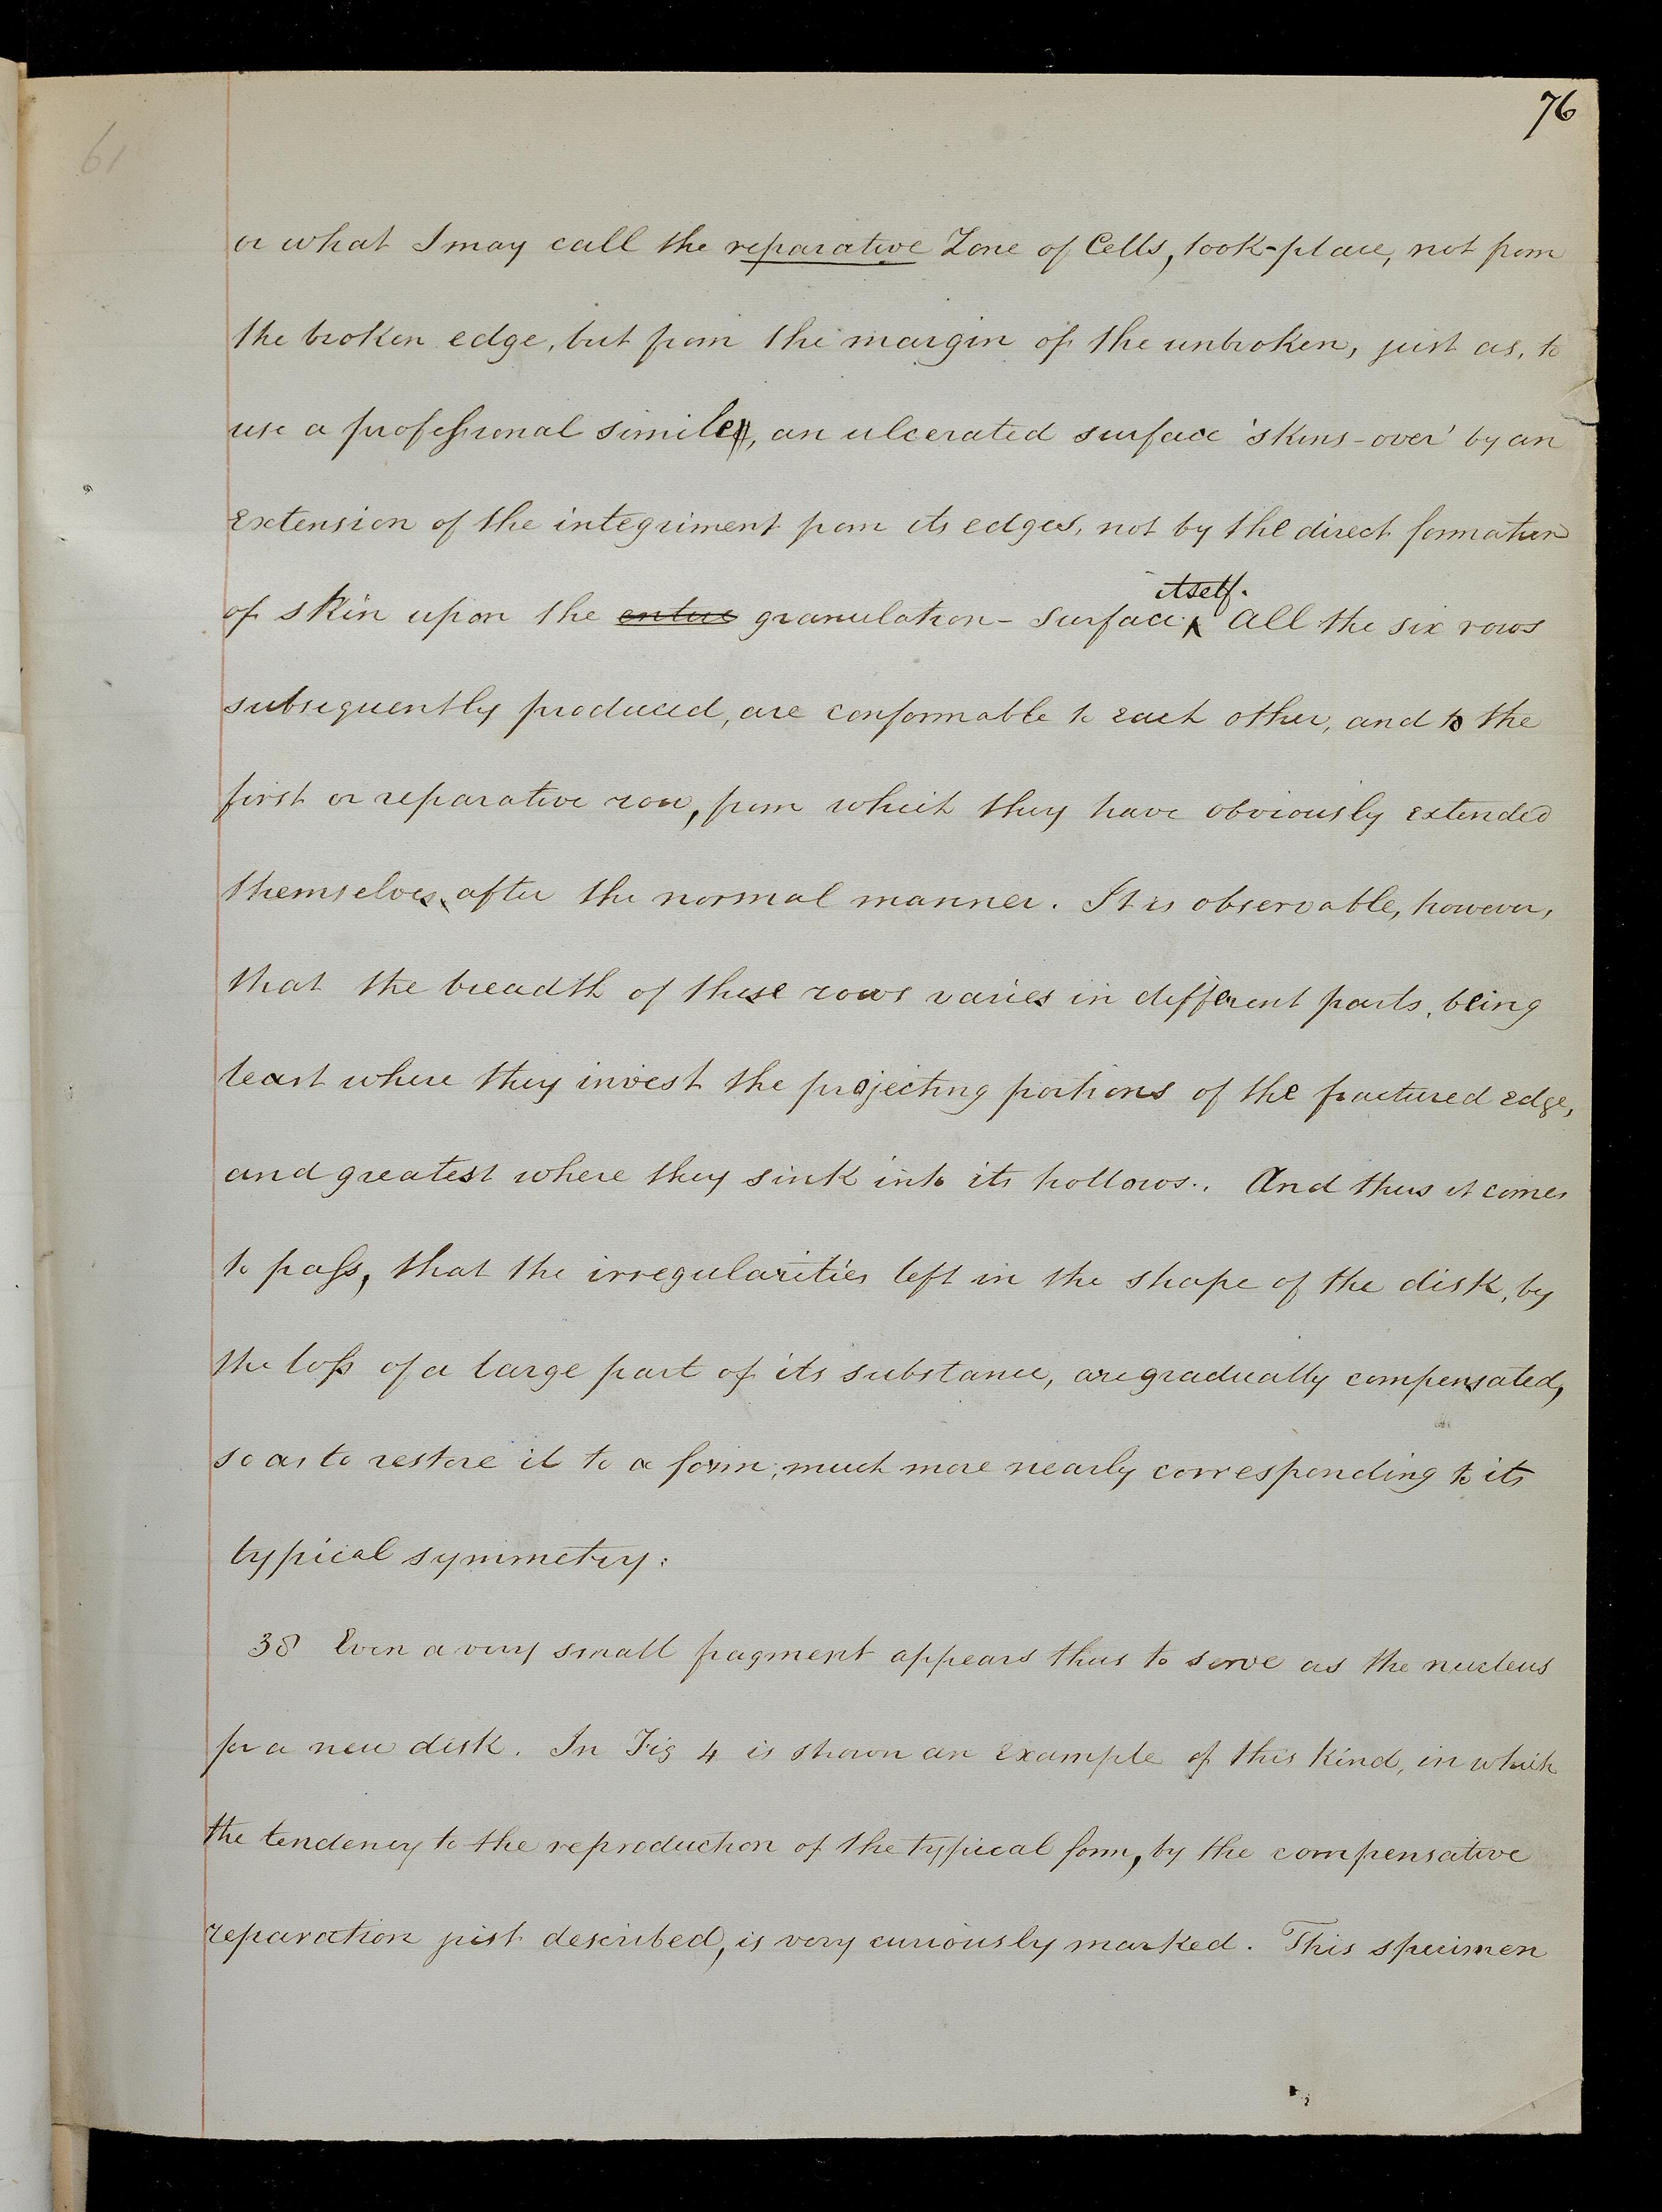 76
61
or what I may call the reparative Zone of Cells, took-place, not from
the broken edge, but from the margin of the unbroken, just as, to
use a professional simile, an ulcerated surface 'skins-over' by an
Extension of the integument from its edges, not by the direct formation
itself.
of skin upon the entire granulation-surface. All the six rows
subsequently produced, are conformable to each other, and to the
first or reparative row, from which they have obviously extended
themselves, after the normal manner. It is observable, however,
that the breadth of these rows varies in different parts, being
least where they invest the projecting portions of the fractured edge,
and greatest where they sink into its hollows. And thus it comes
to pass, that the irregularities left in the shape of the disk, by
the loss of a large part of its substance, are gradually compensated,
so as to restore it to a form, much more nearly corresponding to its
typical symmetry:
38 Even a very small fragment appears thus to serve as the nucleus
for a new disk. In Fig 4 is shown an Example of this kind, in which
the tendency to the reproduction of the typical form, by the compensative
reparation just described, is very curiously marked. This specimen